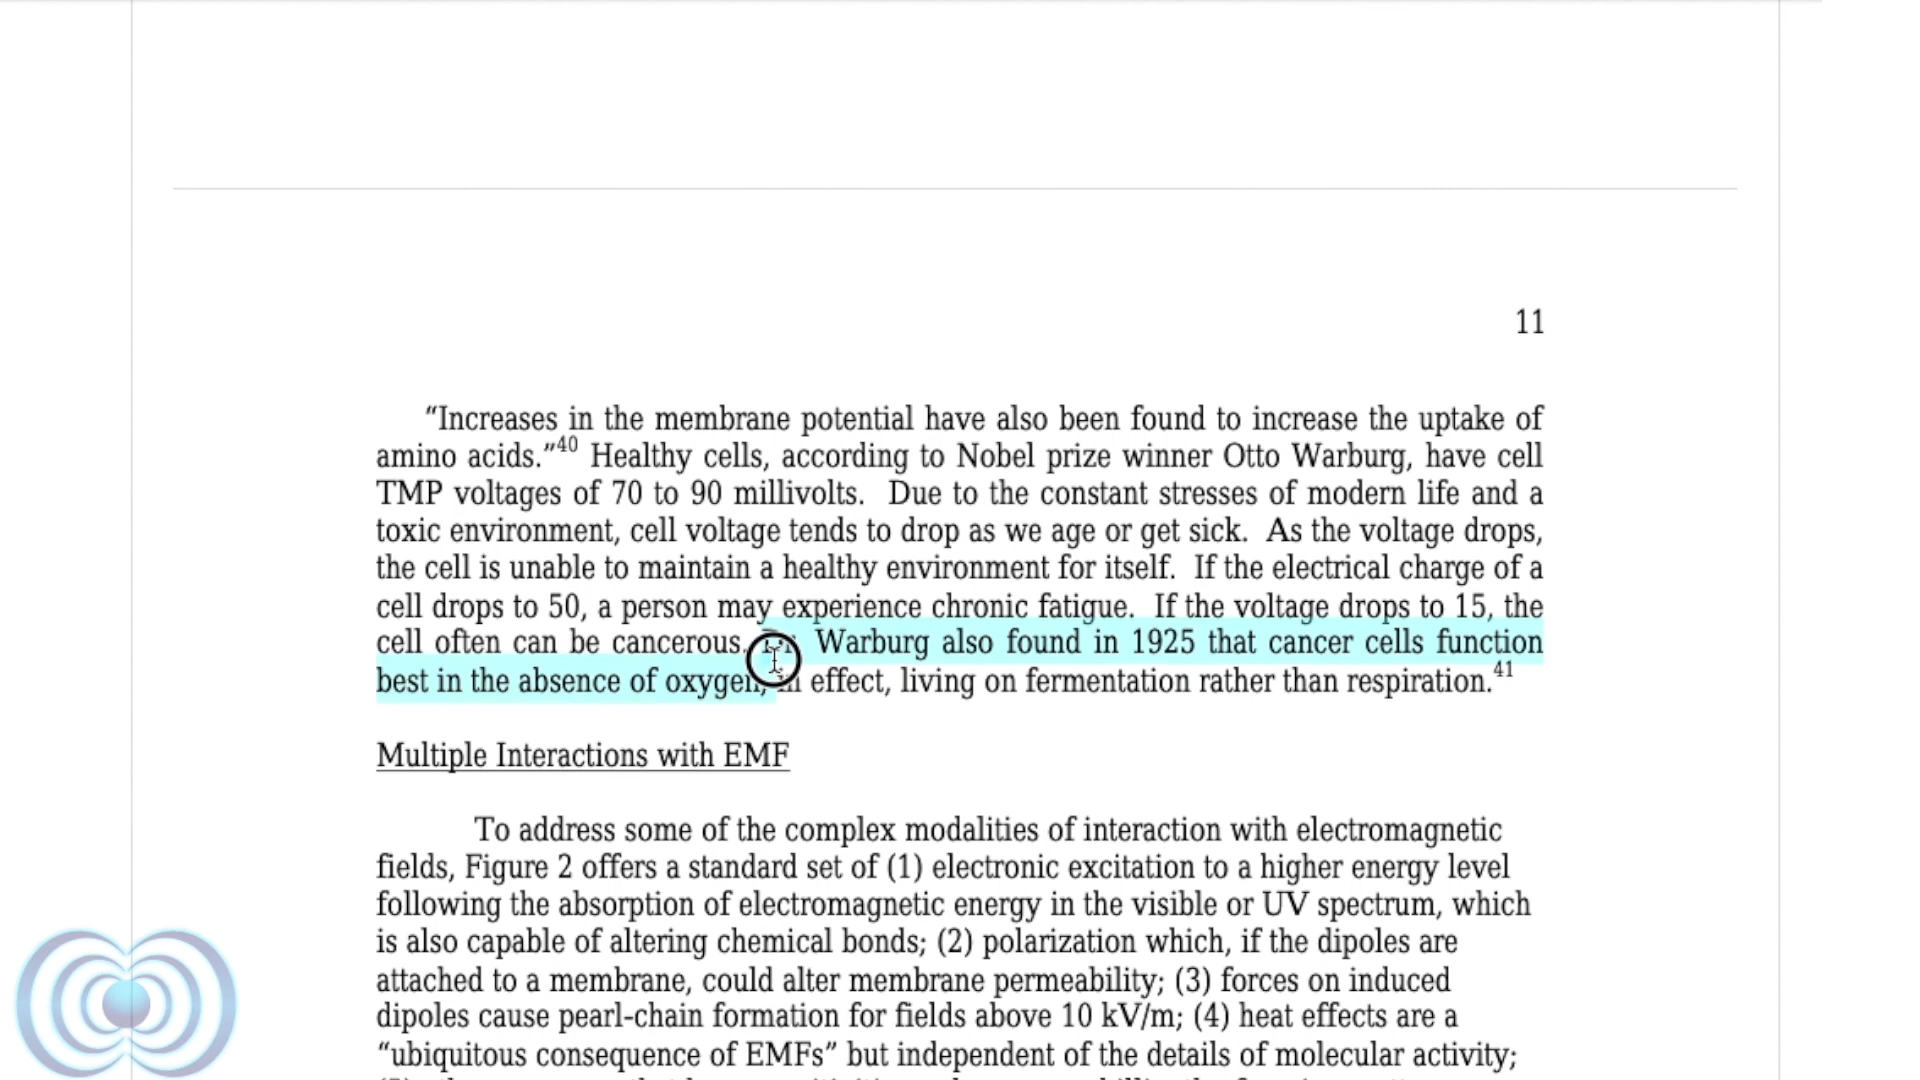 11
“Increases in the membrane potential have also been found to increase the uptake of
amino acids.”40 Healthy cells, according to Nobel prize winner Otto Warburg, have cell
TMP voltages of 70 to 90 millivolts. Due to the constant stresses of modern life and a
toxic environment, cell voltage tends to drop as we age or get sick. As the voltage drops,
the cell is unable to maintain a healthy environment for itself. If the electrical charge of a
cell drops to 50, a person may experience chronic fatigue. If the voltage drops to 15, the
cell often can be cancerous. Warburg also found in 1925 that cancer cells function
best in the absence of oxygen, in effect, living on fermentation rather than respiration.41
Multiple Interactions with EMF
To address some of the complex modalities of interaction with electromagnetic
fields, Figure 2 offers a standard set of (1) electronic excitation to a higher energy level
following the absorption of electromagnetic energy in the visible or UV spectrum, which
is also capable of altering chemical bonds; (2) polarization which, if the dipoles are
attached to a membrane, could alter membrane permeability; (3) forces on induced
dipoles cause pearl-chain formation for fields above 10 kV/m; (4) heat effects are a
“ubiquitous consequence of EMFs” but independent of the details of molecular activity;